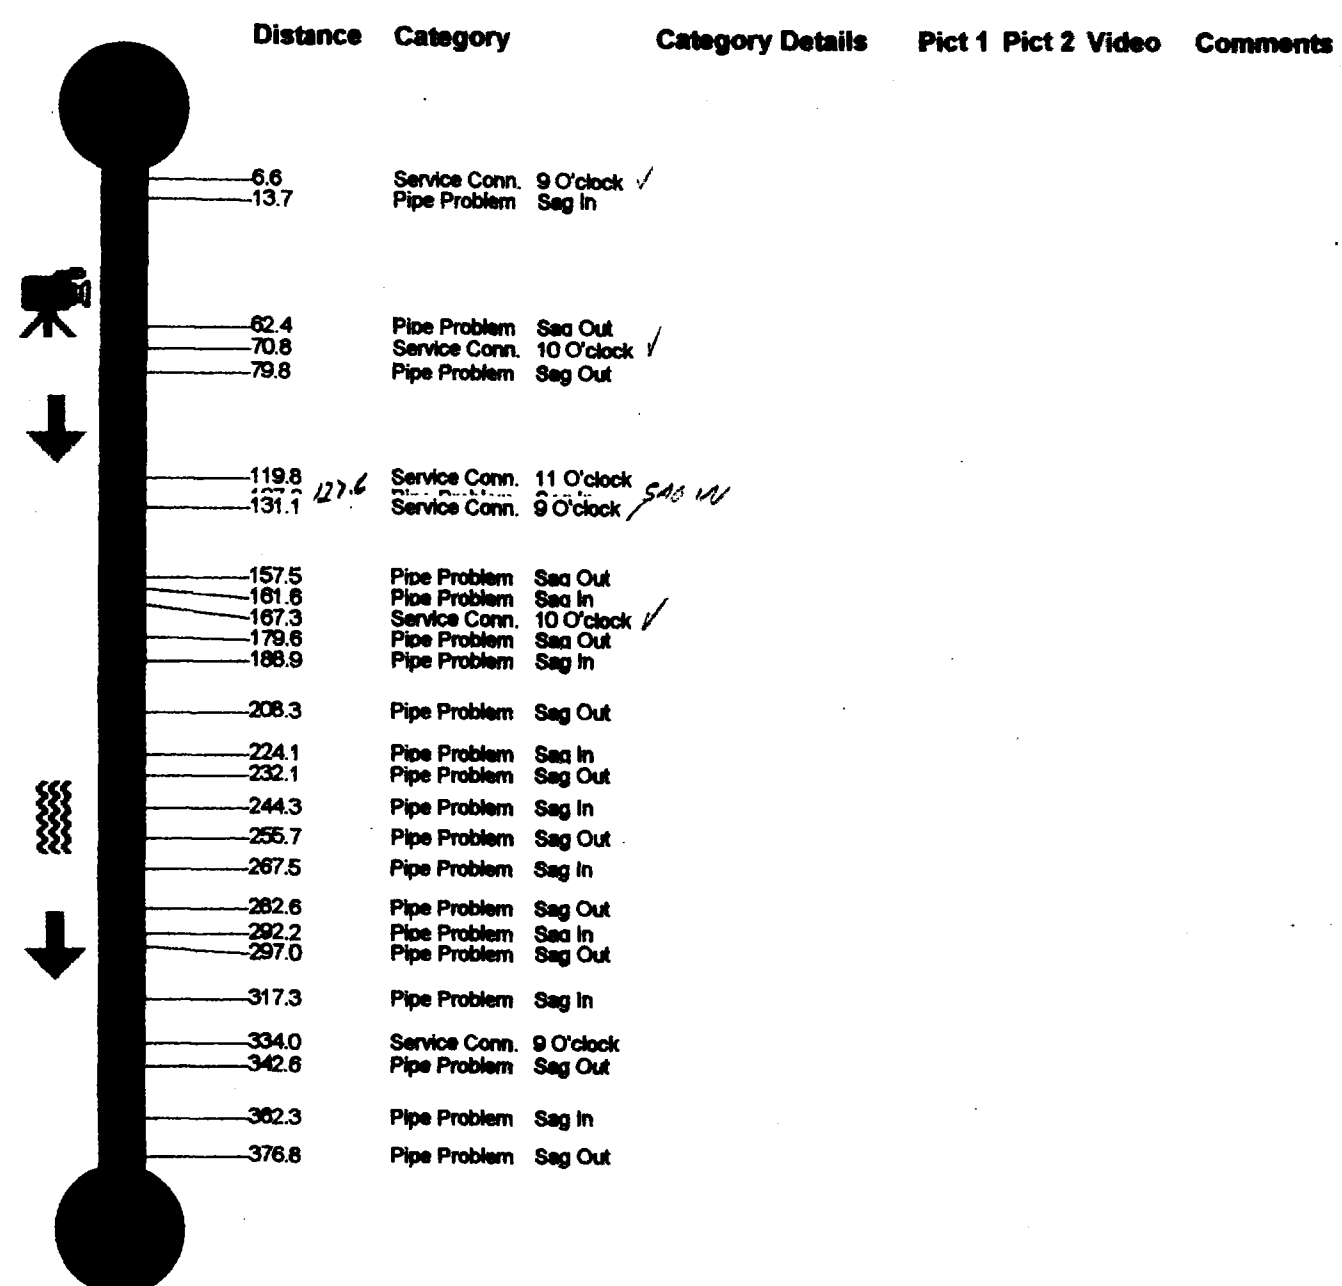 Distance Category Category Details Pict 1 Pict 2 Video Comments
6.6 Service Conn. 9 O'clock ✓
13.7 Pipe Problem Sag In
62.4 Pipe Problem Sag Out
70.8 Service Conn. 10 O'clock ✓
79.8 Pipe Problem Sag Out
119.8 Service Conn. 11 O'clock
127.6 Pipe Problem Sag In SAG IN
131.1 Service Conn. 9 O'clock
157.5 Pipe Problem Sag Out
161.6 Pipe Problem Sag In
167.3 Service Conn. 10 O'clock ✓
179.6 Pipe Problem Sag Out
188.9 Pipe Problem Sag In
208.3 Pipe Problem Sag Out
224.1 Pipe Problem Sag In
232.1 Pipe Problem Sag Out
244.3 Pipe Problem Sag In
255.7 Pipe Problem Sag Out
267.5 Pipe Problem Sag In
282.6 Pipe Problem Sag Out
292.2 Pipe Problem Sag In
297.0 Pipe Problem Sag Out
317.3 Pipe Problem Sag In
334.0 Service Conn. 9 O'clock
342.6 Pipe Problem Sag Out
362.3 Pipe Problem Sag In
376.8 Pipe Problem Sag Out